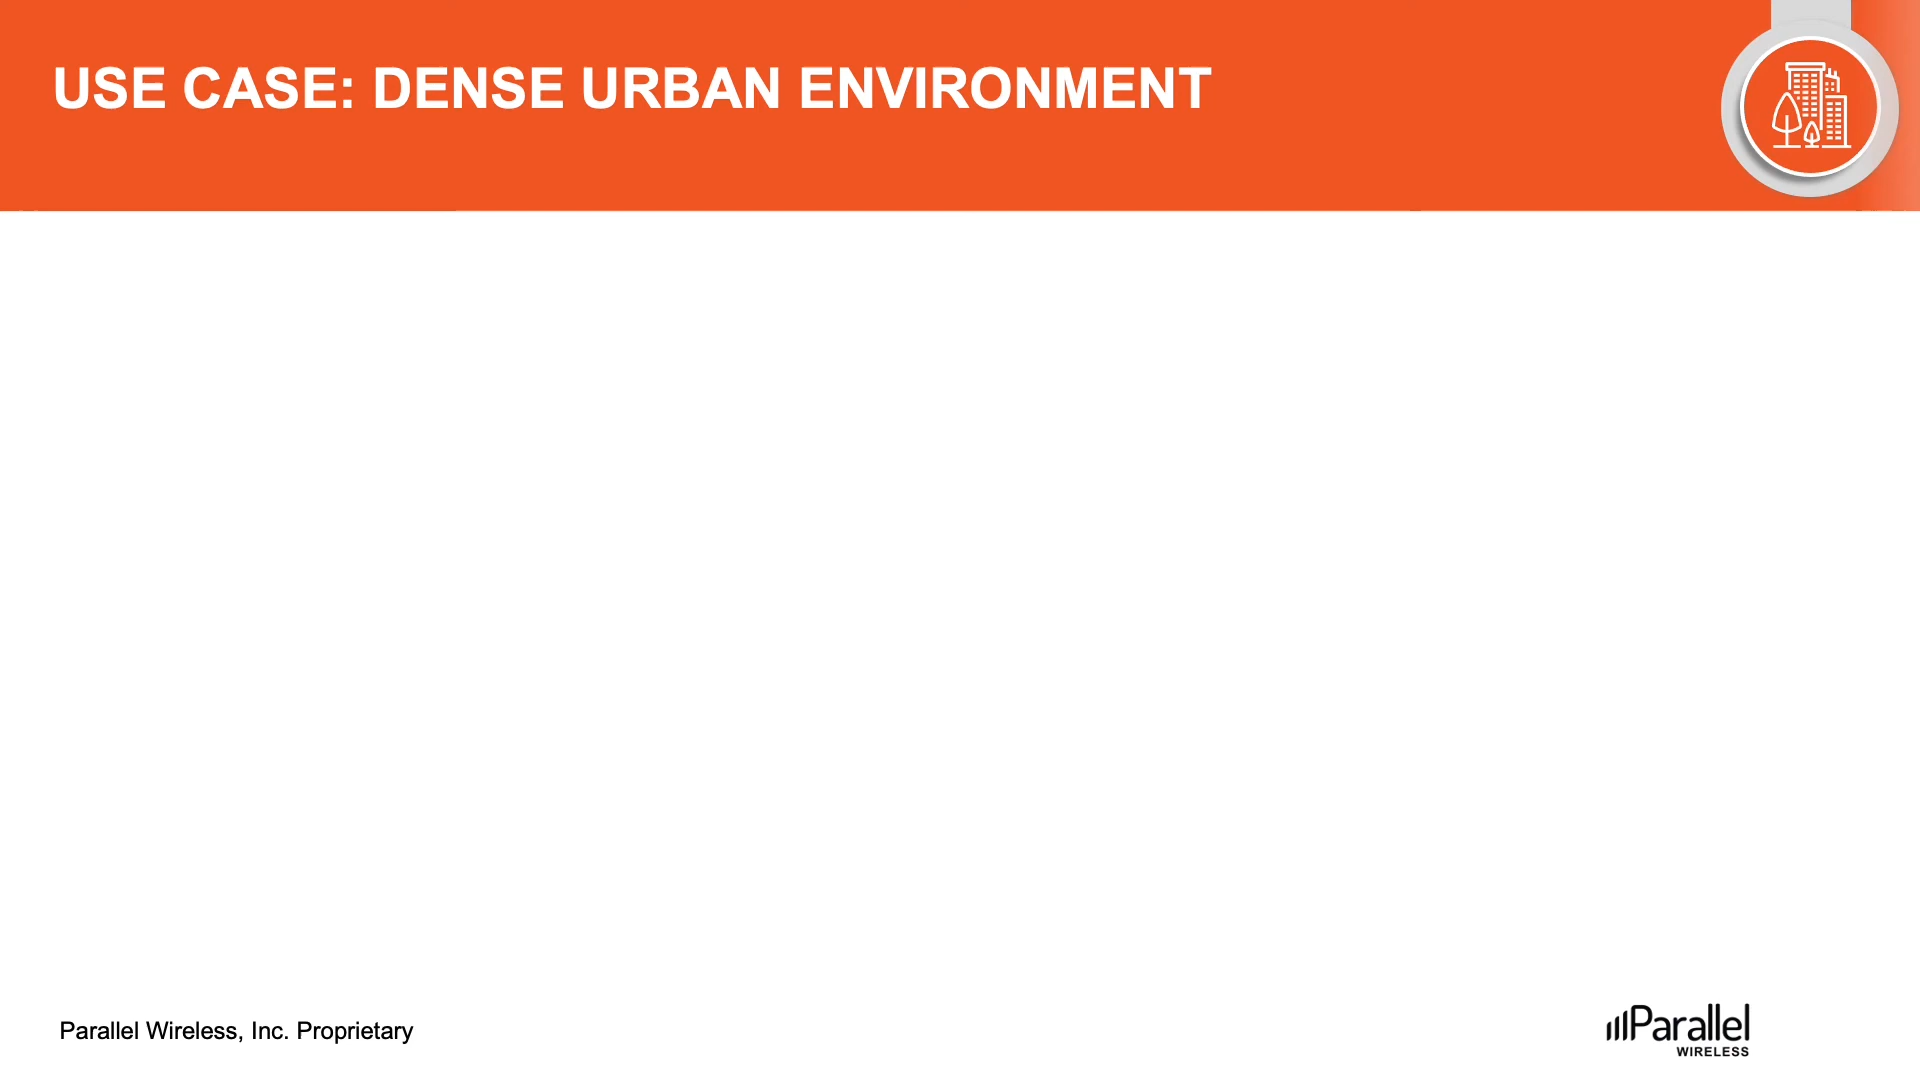 USE CASE: DENSE URBAN ENVIRONMENT
Parallel Wireless, Inc. Proprietary
Parallel
WIRELESS